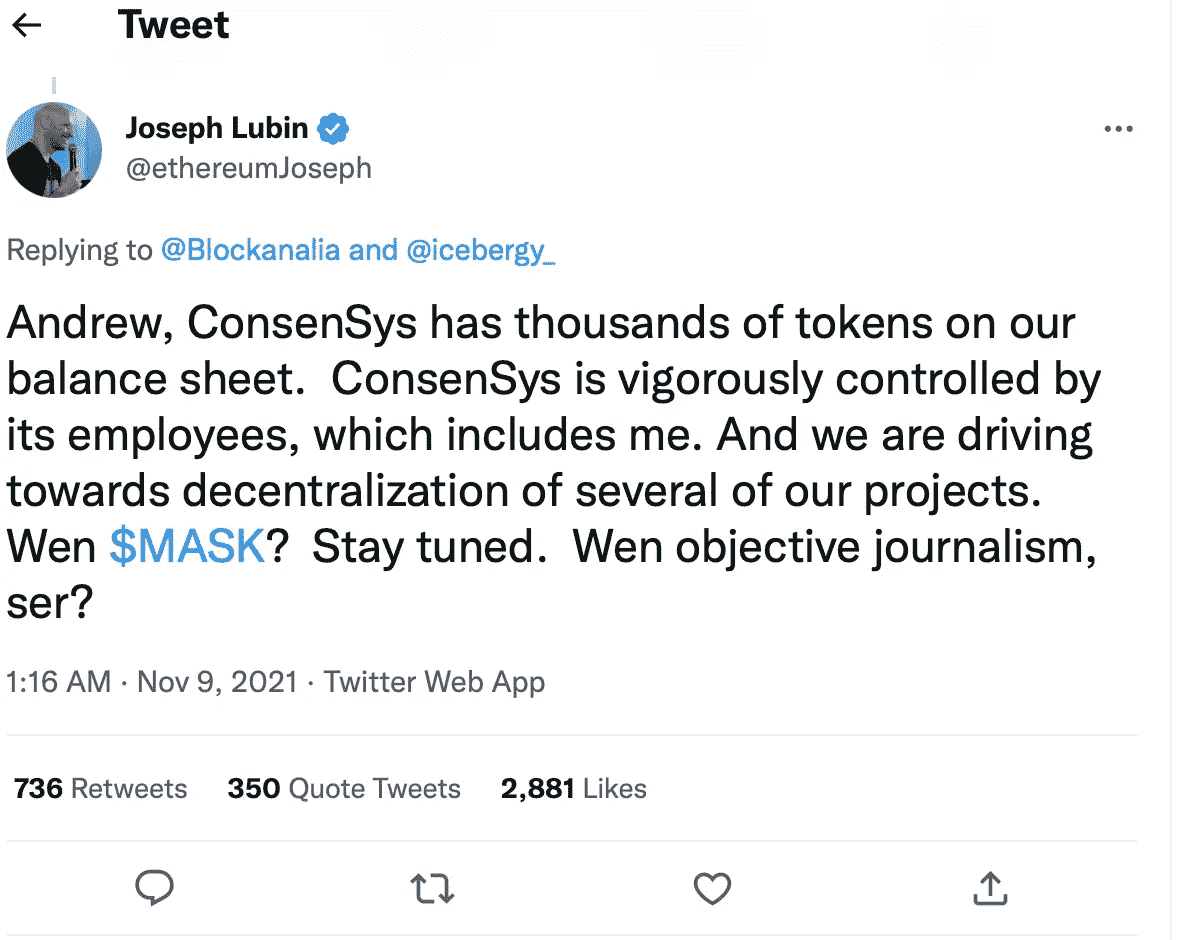 Tweet
Joseph Lubin
@ethereumJoseph
Replying to @Blockanalia and @icebergy_
Andrew, ConsenSys has thousands of tokens on our
balance sheet.  ConsenSys is vigorously controlled by
its employees, which includes me. And we are driving
towards decentralization of several of our projects.
Wen $MASK?  Stay tuned.  Wen objective journalism,
ser?
1:16 AM · Nov 9, 2021 · Twitter Web App
736 Retweets 350 Quote Tweets 2,881 Likes